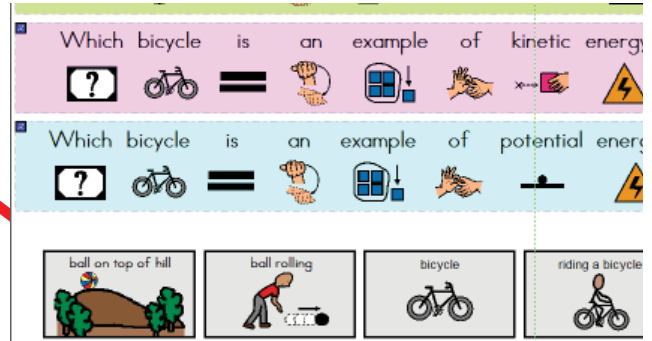 Which bicycle is an example of kinetic energy
?
Which bicycle is an example of potential energ
?
ball on top of hill
ball rolling
bicycle
riding a bicycle